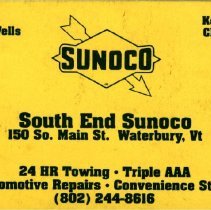 Wells
SUNOCO
South End Sunoco
150 So. Main St. Waterbury, Vt
24 HR Towing • Triple AAA
omotive Repairs • Convenience St
(802) 244-8616